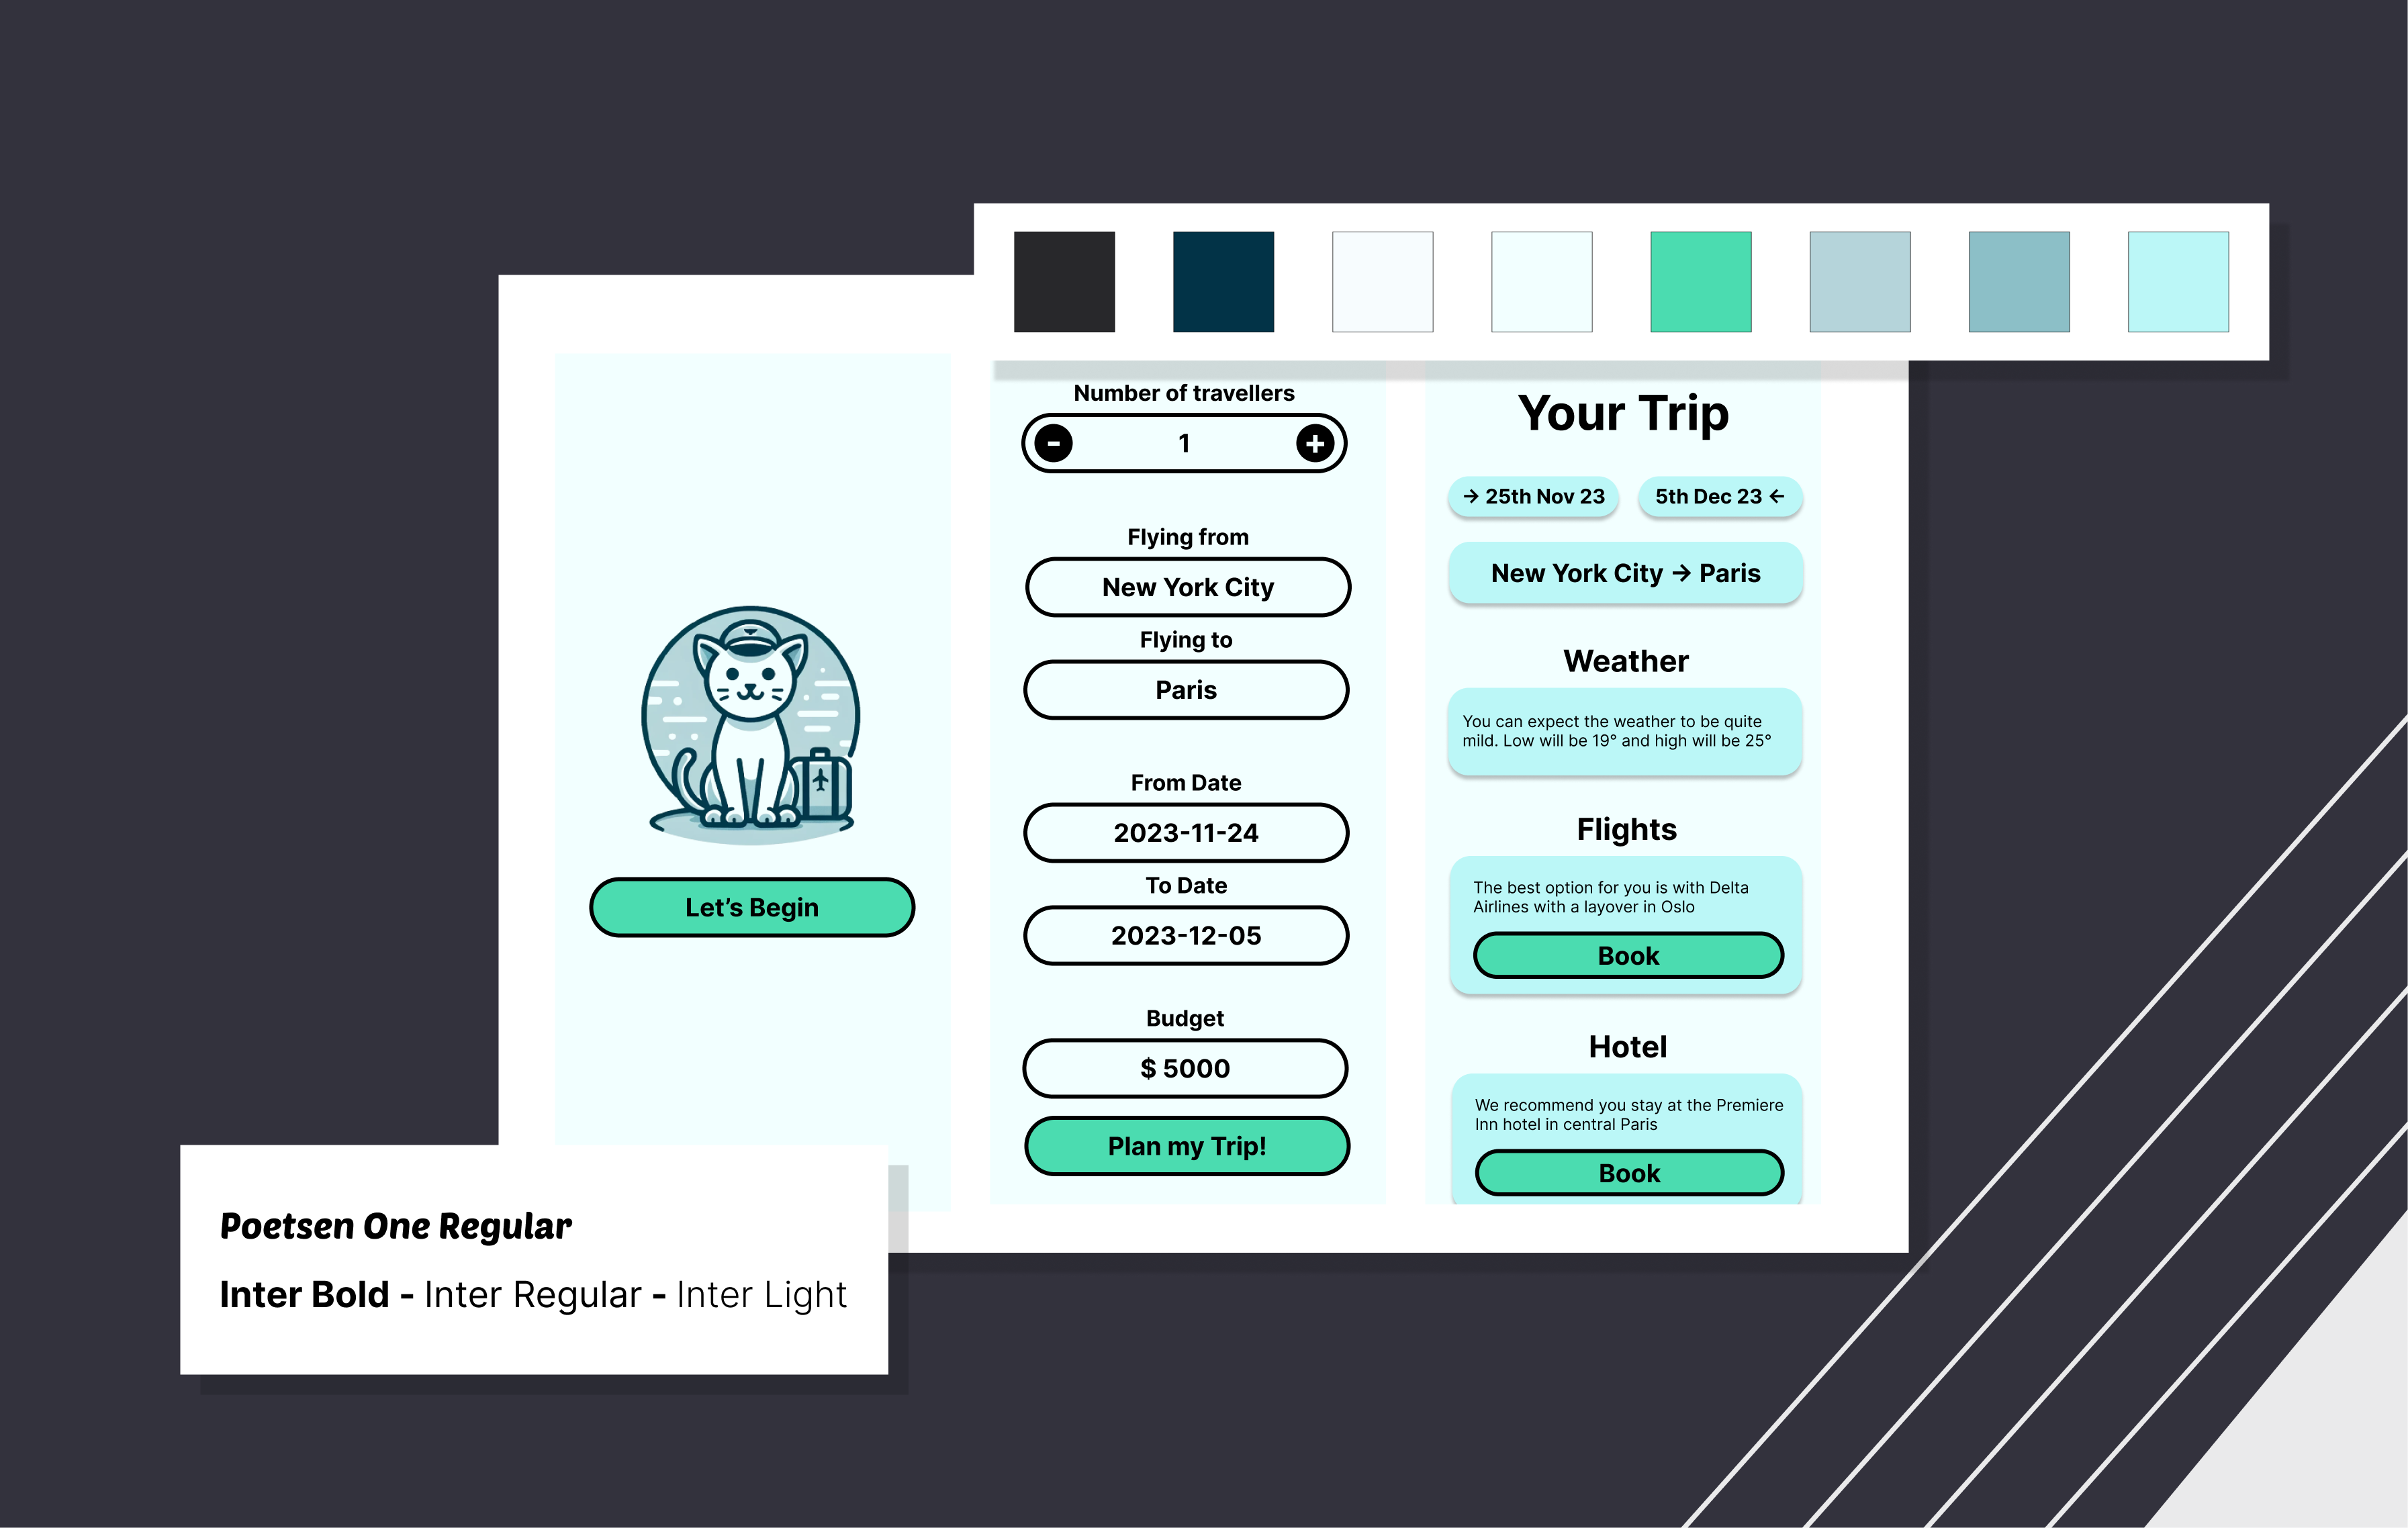 Let's Begin
Number of travellers
-
1
+
Flying from
New York City
Flying to
Paris
From Date
2023-11-24
To Date
2023-12-05
Budget
$ 5000
Plan my Trip!
Your Trip
→ 25th Nov 23
5th Dec 23 ←
New York City → Paris
Weather
You can expect the weather to be quite
mild. Low will be 19° and high will be 25°
Flights
The best option for you is with Delta
Airlines with a layover in Oslo
Book
Hotel
We recommend you stay at the Premiere
Inn hotel in central Paris
Book
Poetsen One Regular
Inter Bold - Inter Regular - Inter Light